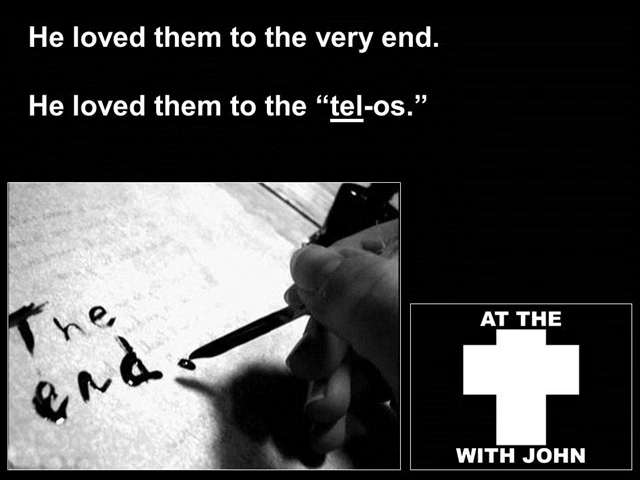 He loved them to the very end.
He loved them to the “tel-os.”
The
end.
AT THE
WITH JOHN